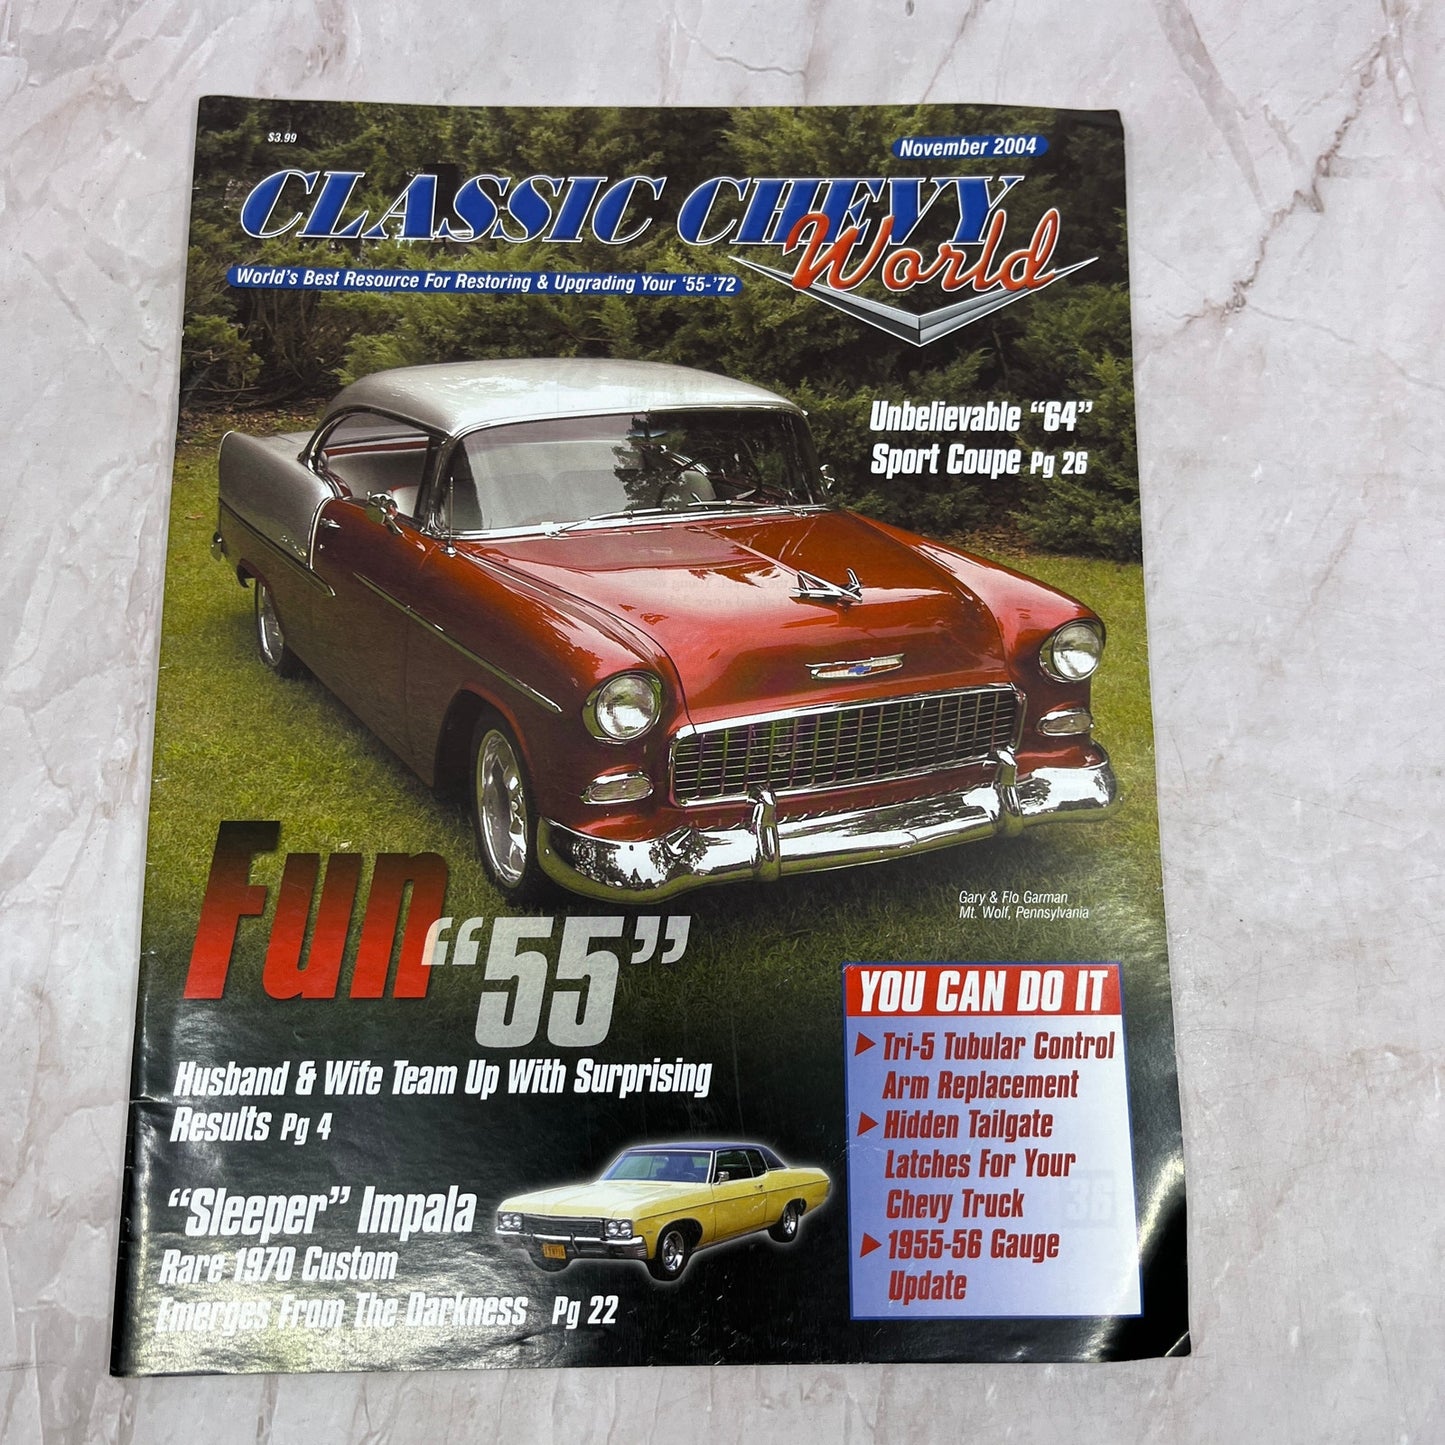 $3.99
November 2004
CLASSIC CHEVY
World
World's Best Resource For Restoring & Upgrading Your '55-'72
Unbelievable "64"
Sport Coupe Pg 26
Gary & Flo Garman
Mt. Wolf, Pennsylvania
Fun "55"
Husband & Wife Team Up With Surprising
Results Pg 4
"Sleeper" Impala
Rare 1970 Custom
Emerges From The Darkness Pg 22
YOU CAN DO IT
Tri-5 Tubular Control
Arm Replacement
Hidden Tailgate
Latches For Your
Chevy Truck
1955-56 Gauge
Update